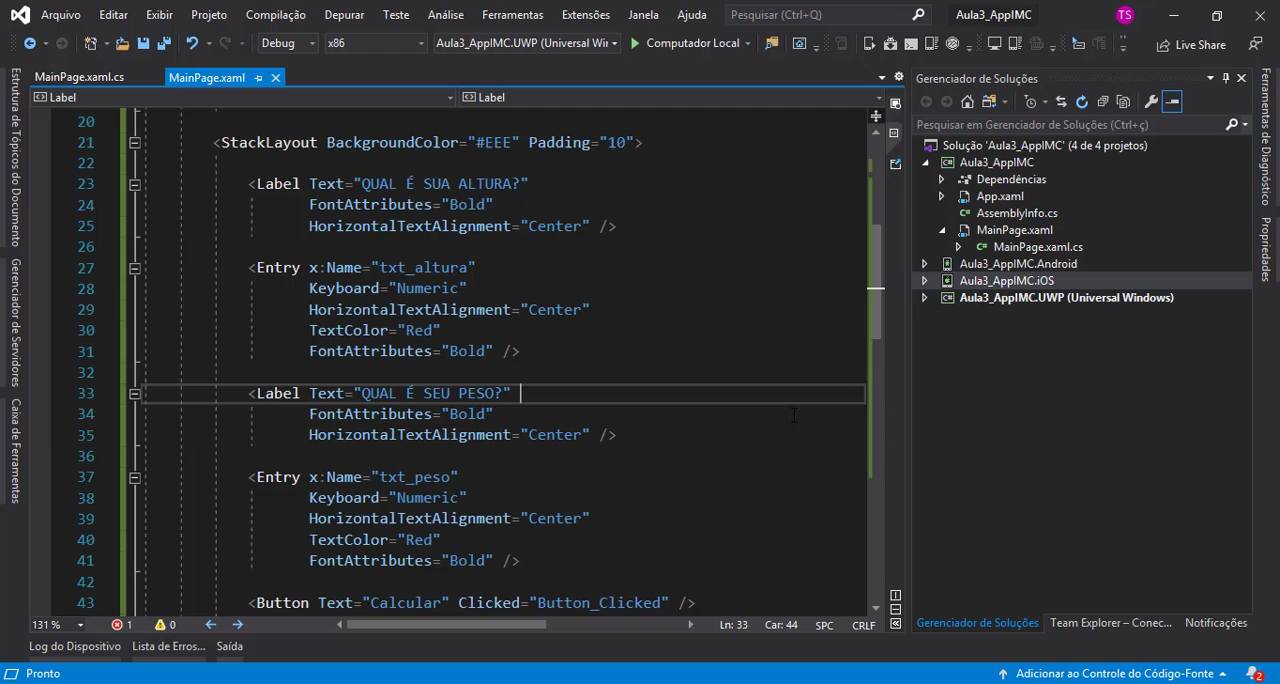 Arquivo Editar Exibir Projeto Compilação Depurar Teste Análise Ferramentas Extensões Janela Ajuda Pesquisar (Ctrl+Q) Aula3_AppIMC TS
Debug x86 Aula3_AppIMC.UWP (Universal Wir Computador Local Live Share
MainPage.xaml.cs MainPage.xaml
Label Label
20
21 <StackLayout BackgroundColor="#EEE" Padding="10">
22
23 <Label Text="QUAL É SUA ALTURA?"
24 FontAttributes="Bold"
25 HorizontalTextAlignment="Center" />
26
27 <Entry x:Name="txt_altura"
28 Keyboard="Numeric"
29 HorizontalTextAlignment="Center"
30 TextColor="Red"
31 FontAttributes="Bold" />
32
33 <Label Text="QUAL É SEU PESO?"
34 FontAttributes="Bold"
35 HorizontalTextAlignment="Center" />
36
37 <Entry x:Name="txt_peso"
38 Keyboard="Numeric"
39 HorizontalTextAlignment="Center"
40 TextColor="Red"
41 FontAttributes="Bold" />
42
43 <Button Text="Calcular" Clicked="Button_Clicked" />
131 % 1 0 Ln: 33 Car: 44 SPC CRLF
Log do Dispositivo Lista de Erros... Saída
Pronto
Adicionar ao Controle do Código-Fonte 2
Estrutura de Tópicos do Documento
Gerenciador de Servidores
Caixa de Ferramentas
Gerenciador de Soluções
Pesquisar em Gerenciador de Soluções (Ctrl+ç)
Solução 'Aula3_AppIMC' (4 de 4 projetos)
Aula3_AppIMC
Dependências
App.xaml
AssemblyInfo.cs
MainPage.xaml
MainPage.xaml.cs
Aula3_AppIMC.Android
Aula3_AppIMC.iOS
Aula3_AppIMC.UWP (Universal Windows)
Gerenciador de Soluções Team Explorer – Conec... Notificações
Ferramentas de Diagnóstico
Propriedades